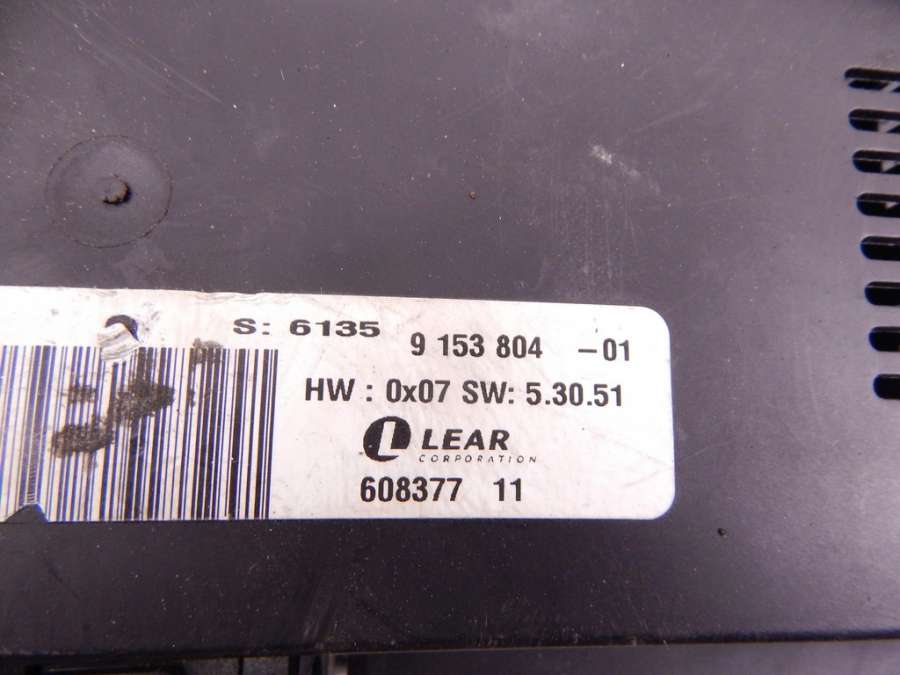 S: 6135 9 153 804 -01
HW : 0x07 SW: 5.30.51
L LEAR
CORPORATION
608377 11